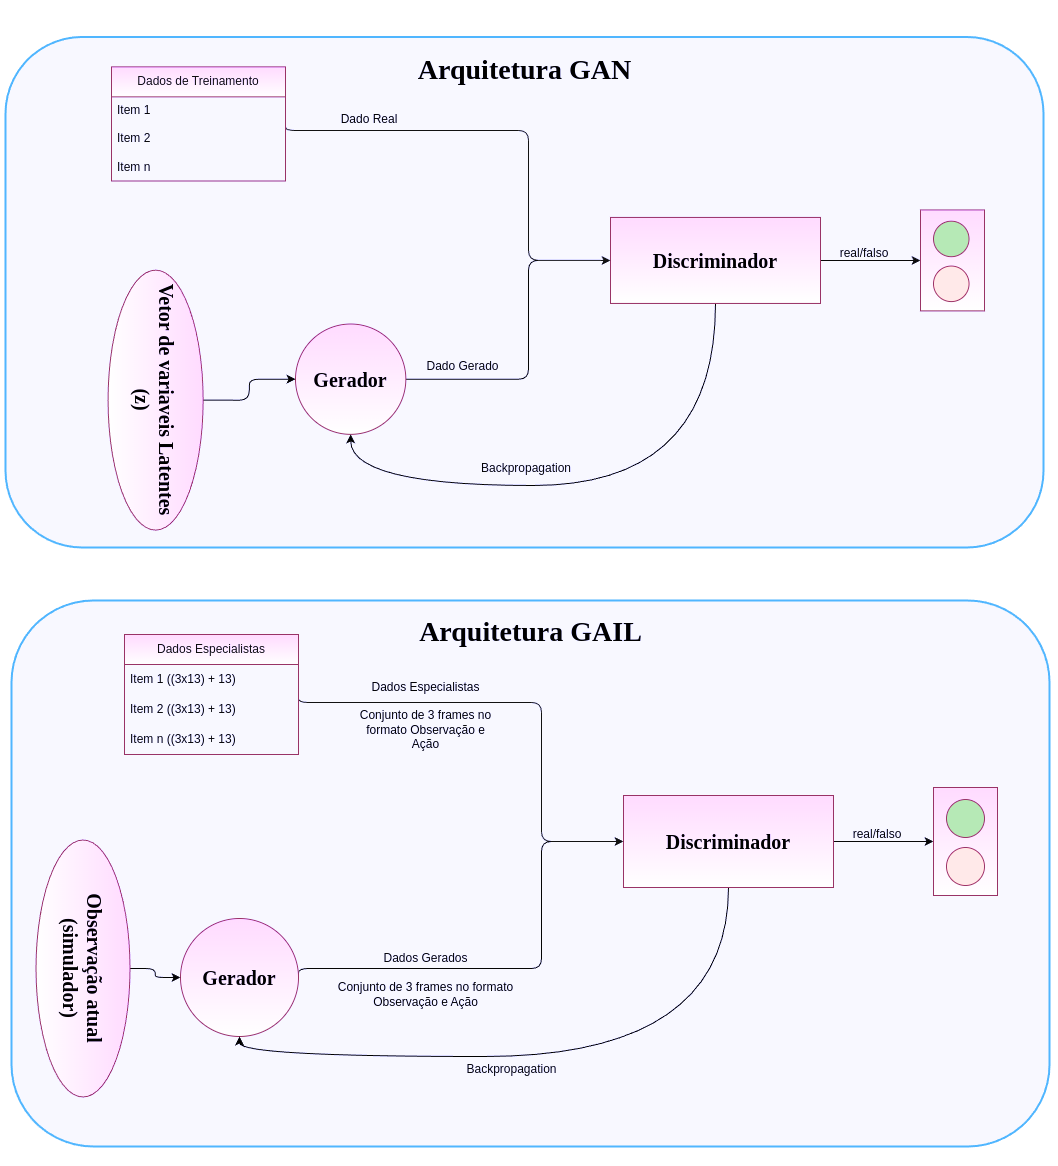 Arquitetura GAN
Dados de Treinamento
Item 1
Item 2
Item n
Dado Real
Discriminador
real/falso
Vetor de variaveis Latentes
(z)
Gerador
Dado Gerado
Backpropagation
Arquitetura GAIL
Dados Especialistas
Item 1 ((3x13) + 13)
Item 2 ((3x13) + 13)
Item n ((3x13) + 13)
Dados Especialistas
Conjunto de 3 frames no
formato Observação e
Ação
Discriminador
real/falso
Observação atual
(simulador)
Gerador
Dados Gerados
Conjunto de 3 frames no formato
Observação e Ação
Backpropagation